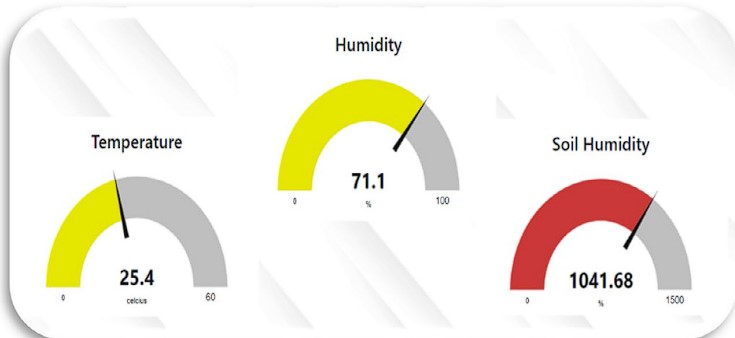 Humidity
71.1
%
0
100
Temperature
25.4
celcius
0
60
Soil Humidity
1041.68
%
0
1500